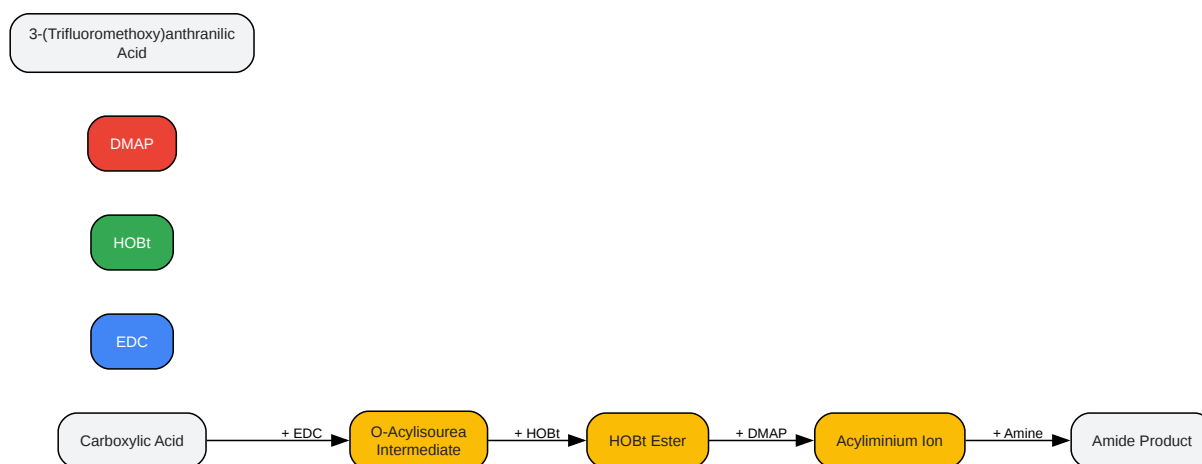 3-(Trifluoromethoxy)anthranilic
Acid
DMAP
HOBt
EDC
Carboxylic Acid
+ EDC
O-Acylisourea
Intermediate
+ HOBt
HOBt Ester
+ DMAP
Acyliminium Ion
+ Amine
Amide Product